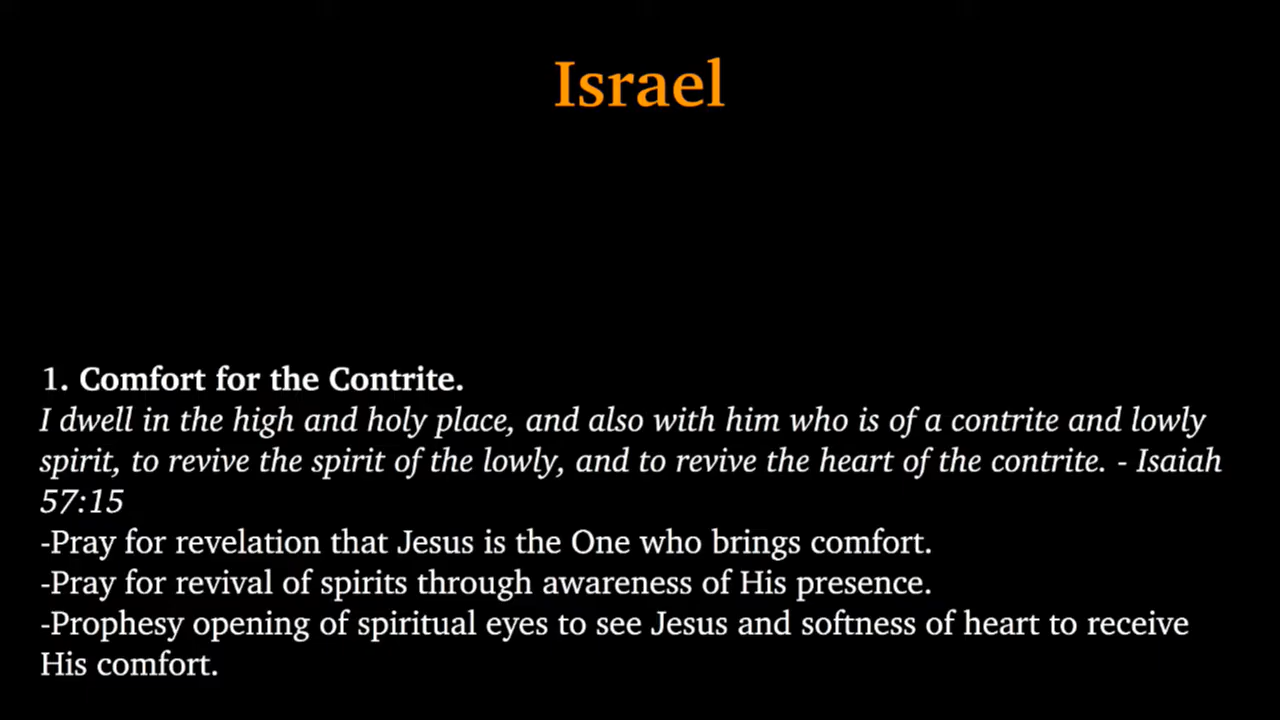 Israel
1. Comfort for the Contrite.
I dwell in the high and holy place, and also with him who is of a contrite and lowly
spirit, to revive the spirit of the lowly, and to revive the heart of the contrite. - Isaiah
57:15
-Pray for revelation that Jesus is the One who brings comfort.
-Pray for revival of spirits through awareness of His presence.
-Prophesy opening of spiritual eyes to see Jesus and softness of heart to receive
His comfort.